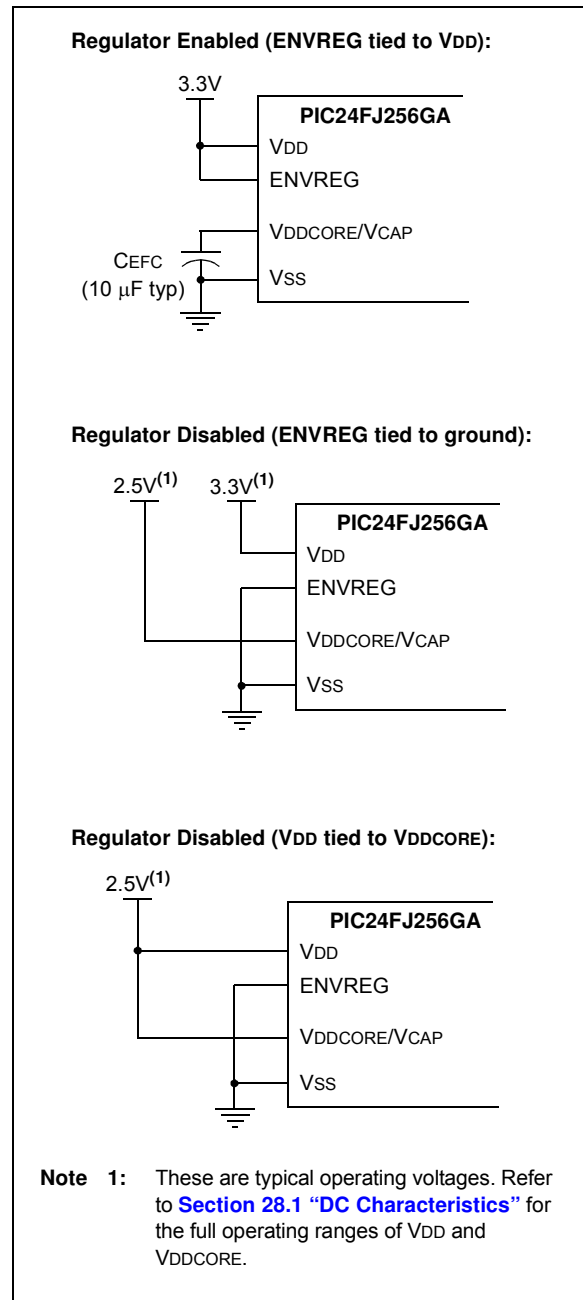 Regulator Enabled (ENVREG tied to VDD):
3.3V
PIC24FJ256GA
VDD
ENVREG
VDDCORE/VCAP
CEFC
(10 μF typ)
VSS
Regulator Disabled (ENVREG tied to ground):
2.5V(1) 3.3V(1)
PIC24FJ256GA
VDD
ENVREG
VDDCORE/VCAP
VSS
Regulator Disabled (VDD tied to VDDCORE):
2.5V(1)
PIC24FJ256GA
VDD
ENVREG
VDDCORE/VCAP
VSS
Note 1: These are typical operating voltages. Refer
to Section 28.1 “DC Characteristics” for
the full operating ranges of VDD and
VDDCORE.